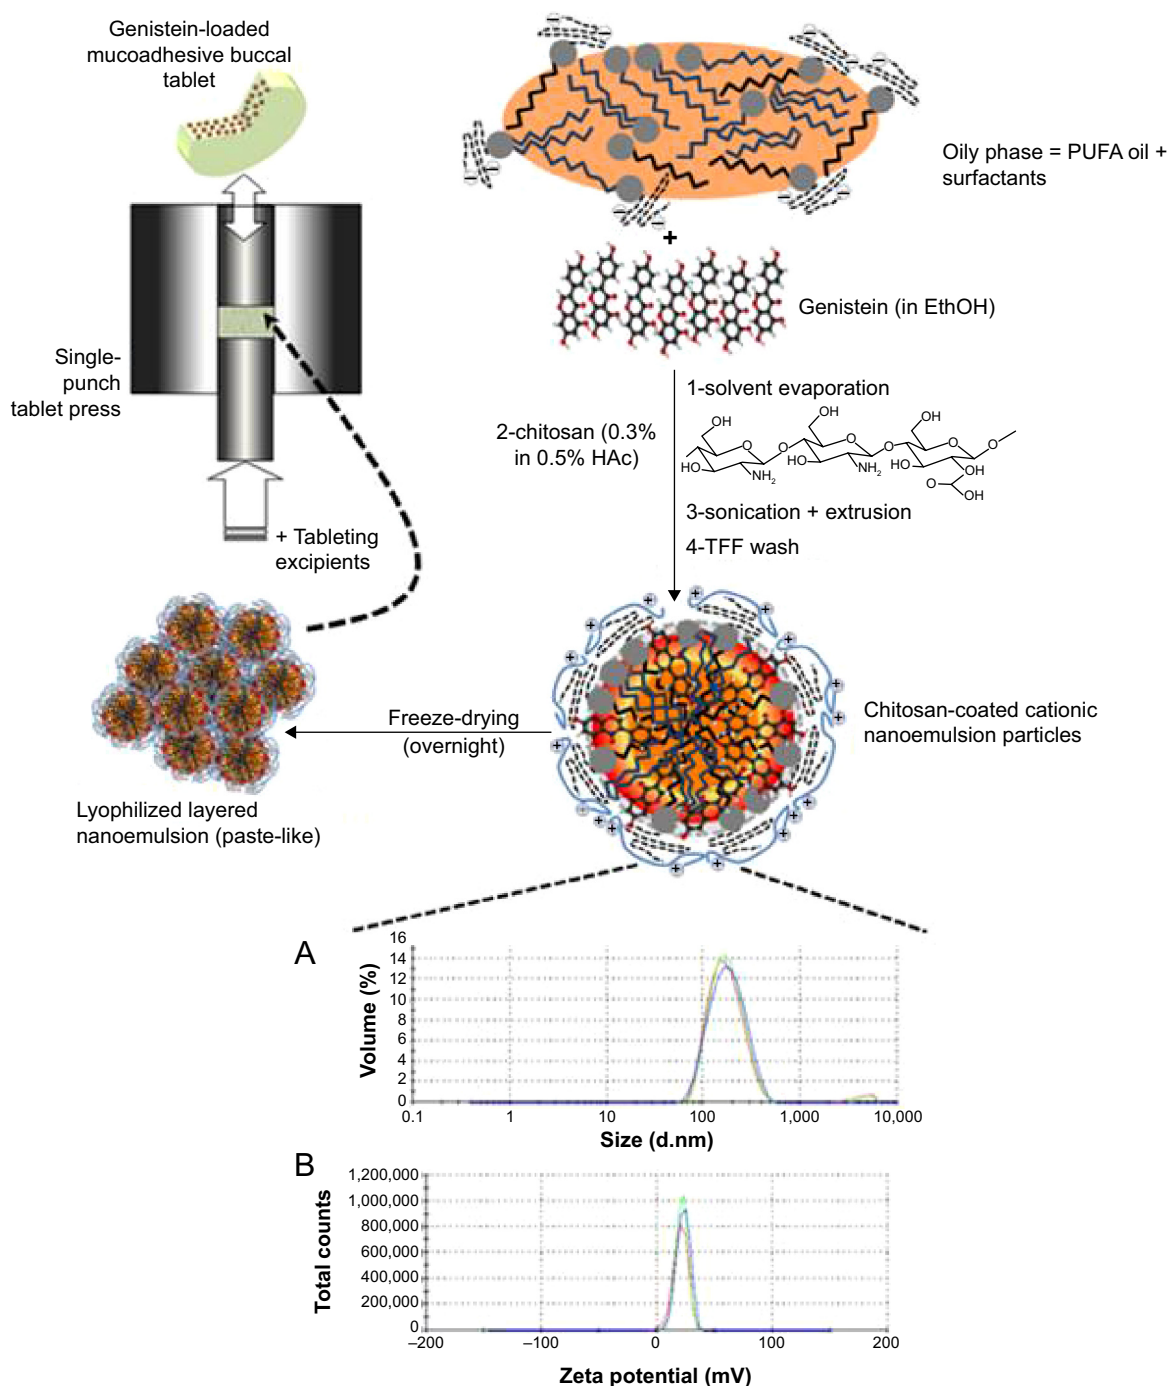 Genistein-loaded
mucoadhesive buccal
tablet
Oily phase = PUFA oil +
surfactants
+
Genistein (in EtOH)
Single-
punch
tablet press
1-solvent evaporation
2-chitosan (0.3%
in 0.5% HAc)
OH
OH
OH
O
O
O
O
O
O
HO
NH2
HO
NH2
HO
OH
O
OH
3-sonication + extrusion
4-TFF wash
+ Tableting
excipients
Freeze-drying
(overnight)
Chitosan-coated cationic
nanoemulsion particles
Lyophilized layered
nanoemulsion (paste-like)
A
Volume (%)
16
14
12
10
8
6
4
2
0
0.1
1
10
100
1,000
10,000
Size (d.nm)
B
Total counts
1,200,000
1,000,000
800,000
600,000
400,000
200,000
0
–200
–100
0
100
200
Zeta potential (mV)